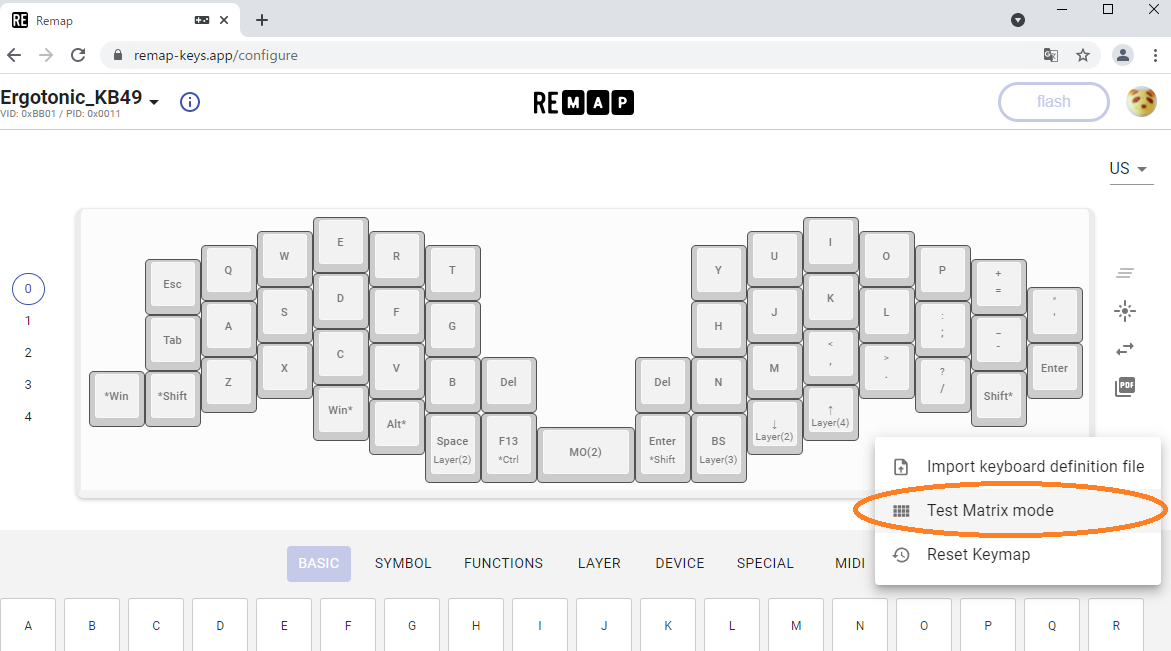 Remap
remap-keys.app/configure
Ergotonic_KB49
VID: 0xBB01 / PID: 0x0011
REMAP
flash
US
0
1
2
3
4
E
I
W
R
U
O
Q
T
Y
P
Esc
+
=
"
'
D
K
S
F
J
L
A
G
H
:
;
Tab
_
-
C
<
,
X
V
M
>
.
Enter
Z
B
Del
Del
N
?
/
*Win
*Shift
Shift*
Win*
↑
Layer(4)
Alt*
↓
Layer(2)
Space
Layer(2)
F13
*Ctrl
MO(2)
Enter
*Shift
BS
Layer(3)
PDF
Import keyboard definition file
Test Matrix mode
Reset Keymap
BASIC SYMBOL FUNCTIONS LAYER DEVICE SPECIAL MIDI
A B C D E F G H I J K L M N O P Q R